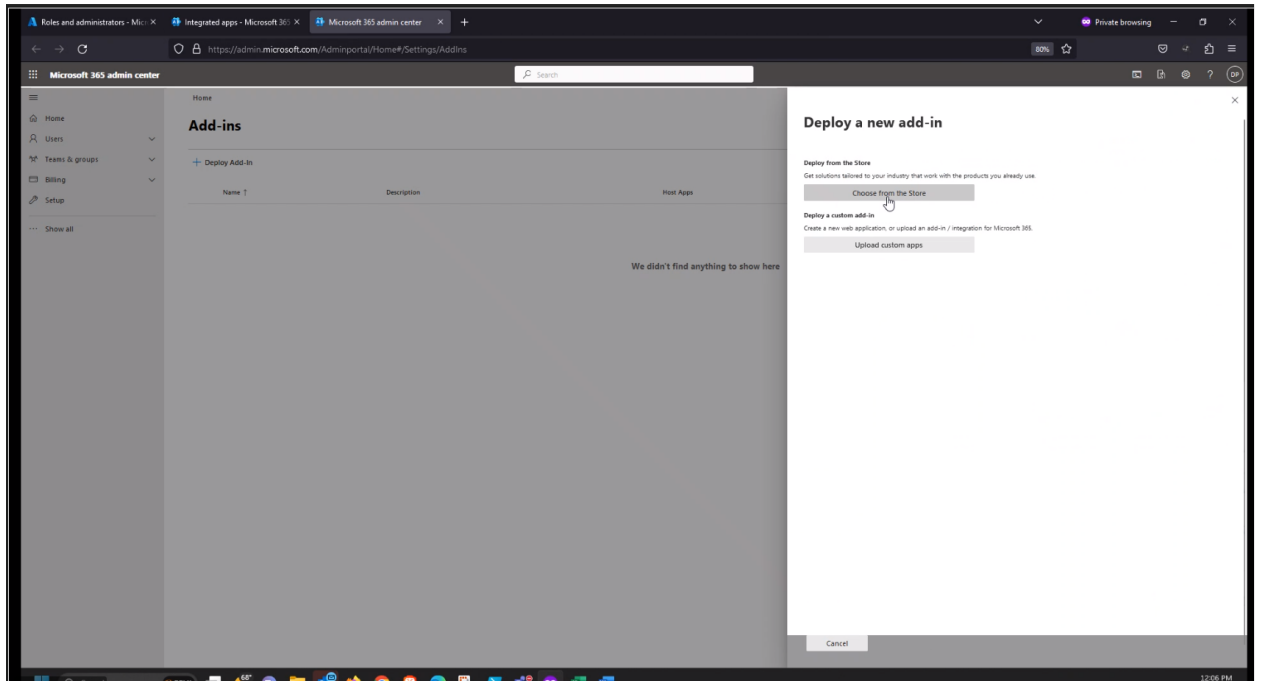 Roles and administrators - Mic
Integrated apps - Microsoft 365
Microsoft 365 admin center
Private browsing
https://admin.microsoft.com/Adminportal/Home#/Settings/AddIns
80%
Microsoft 365 admin center
Search
DP
Home
Users
Teams & groups
Billing
Setup
Show all
Home
Add-ins
Deploy Add-In
Name ↑ Description Host Apps
We didn't find anything to show here
Deploy a new add-in
Deploy from the Store
Get solutions tailored to your industry that work with the products you already use.
Choose from the Store
Deploy a custom add-in
Create a new web application, or upload an add-in / integration for Microsoft 365.
Upload custom apps
Cancel
68°
12:06 PM